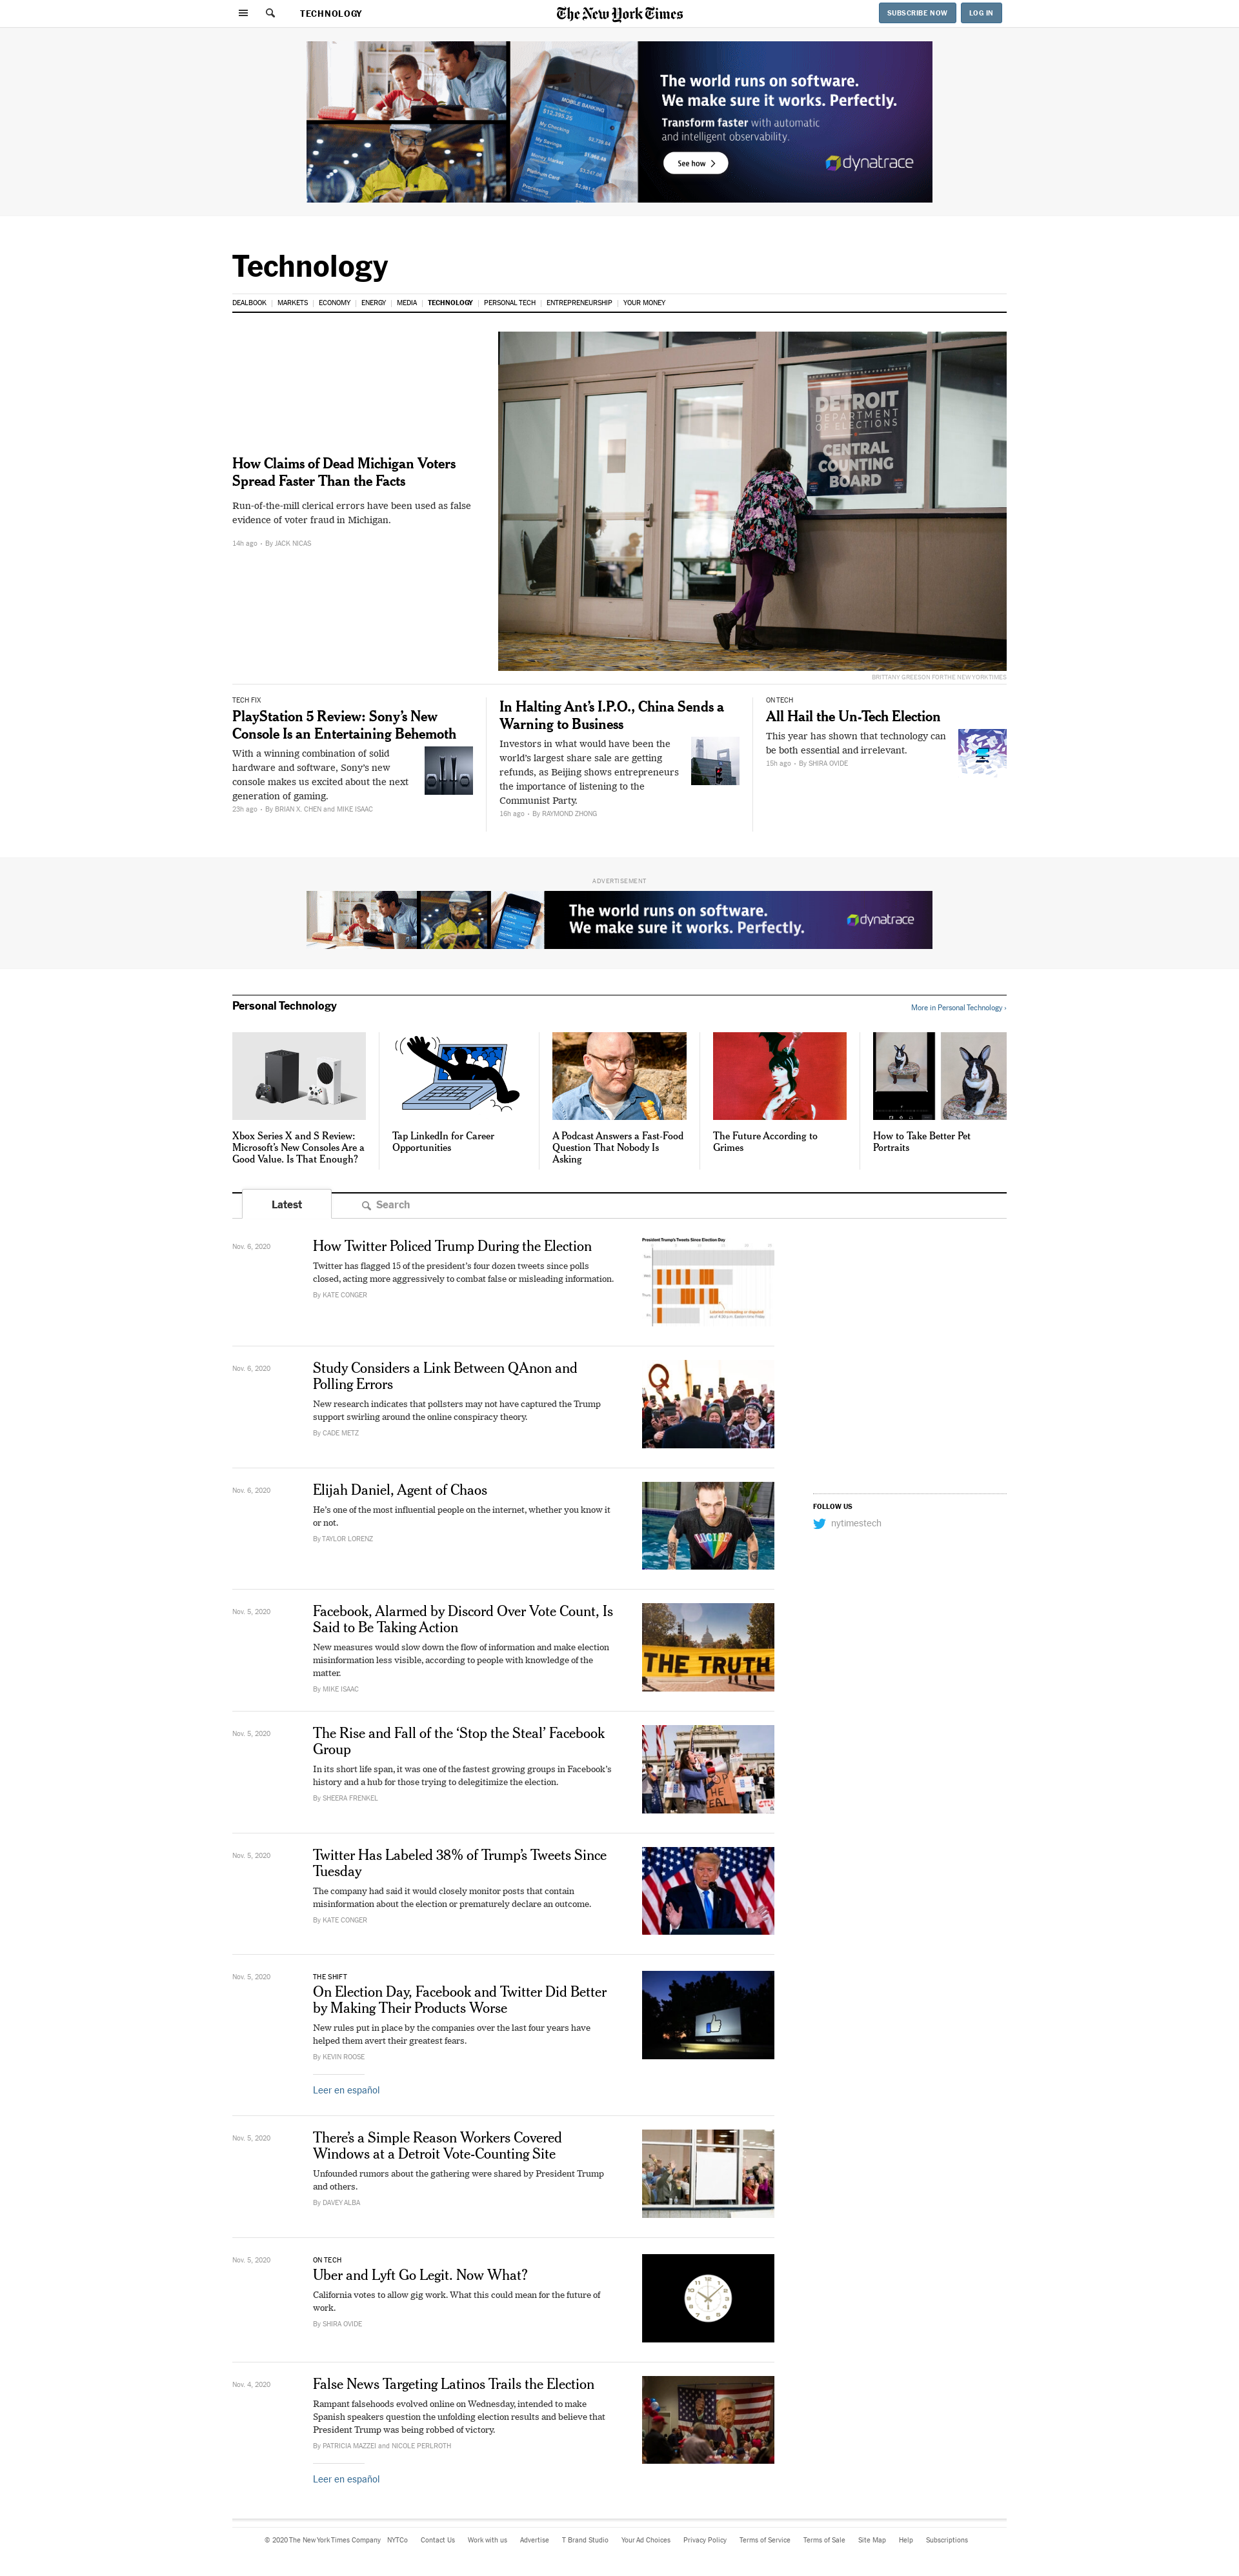 TECHNOLOGY
The New York Times
SUBSCRIBE NOW
LOG IN
MOBILE BANKING
$12,395.25
My Checking
My Savings
Money Market
Platinum Card
Processing
The world runs on software.
We make sure it works. Perfectly.
Transform faster with automatic
and intelligent observability.
See how
dynatrace
Technology
DEALBOOK MARKETS ECONOMY ENERGY MEDIA TECHNOLOGY PERSONAL TECH ENTREPRENEURSHIP YOUR MONEY
DETROIT
DEPARTMENT
OF ELECTIONS
CENTRAL
COUNTING
BOARD
How Claims of Dead Michigan Voters
Spread Faster Than the Facts
Run-of-the-mill clerical errors have been used as false
evidence of voter fraud in Michigan.
14h ago • By JACK NICAS
BRITTANY GREESON FOR THE NEW YORK TIMES
TECH FIX
PlayStation 5 Review: Sony’s New
Console Is an Entertaining Behemoth
With a winning combination of solid
hardware and software, Sony’s new
console makes us excited about the next
generation of gaming.
23h ago • By BRIAN X. CHEN and MIKE ISAAC
In Halting Ant’s I.P.O., China Sends a
Warning to Business
Investors in what would have been the
world’s largest share sale are getting
refunds, as Beijing shows entrepreneurs
the importance of listening to the
Communist Party.
16h ago • By RAYMOND ZHONG
ON TECH
All Hail the Un-Tech Election
This year has shown that technology can
be both essential and irrelevant.
15h ago • By SHIRA OVIDE
ADVERTISEMENT
The world runs on software.
We make sure it works. Perfectly.
dynatrace
Personal Technology
More in Personal Technology ›
Xbox Series X and S Review:
Microsoft’s New Consoles Are a
Good Value. Is That Enough?
Tap LinkedIn for Career
Opportunities
A Podcast Answers a Fast-Food
Question That Nobody Is
Asking
The Future According to
Grimes
How to Take Better Pet
Portraits
Latest
Search
Nov. 6, 2020
How Twitter Policed Trump During the Election
Twitter has flagged 15 of the president’s four dozen tweets since polls
closed, acting more aggressively to combat false or misleading information.
By KATE CONGER
President Trump's Tweets Since Election Day
Nov. 6, 2020
Study Considers a Link Between QAnon and
Polling Errors
New research indicates that pollsters may not have captured the Trump
support swirling around the online conspiracy theory.
By CADE METZ
Q
Nov. 6, 2020
Elijah Daniel, Agent of Chaos
He’s one of the most influential people on the internet, whether you know it
or not.
By TAYLOR LORENZ
LUCIFER
FOLLOW US
nytimestech
Nov. 5, 2020
Facebook, Alarmed by Discord Over Vote Count, Is
Said to Be Taking Action
New measures would slow down the flow of information and make election
misinformation less visible, according to people with knowledge of the
matter.
By MIKE ISAAC
THE TRUTH
Nov. 5, 2020
The Rise and Fall of the ‘Stop the Steal’ Facebook
Group
In its short life span, it was one of the fastest growing groups in Facebook’s
history and a hub for those trying to delegitimize the election.
By SHEERA FRENKEL
Nov. 5, 2020
Twitter Has Labeled 38% of Trump’s Tweets Since
Tuesday
The company had said it would closely monitor posts that contain
misinformation about the election or prematurely declare an outcome.
By KATE CONGER
Nov. 5, 2020
THE SHIFT
On Election Day, Facebook and Twitter Did Better
by Making Their Products Worse
New rules put in place by the companies over the last four years have
helped them avert their greatest fears.
By KEVIN ROOSE
Leer en español
Nov. 5, 2020
There’s a Simple Reason Workers Covered
Windows at a Detroit Vote-Counting Site
Unfounded rumors about the gathering were shared by President Trump
and others.
By DAVEY ALBA
Nov. 5, 2020
ON TECH
Uber and Lyft Go Legit. Now What?
California votes to allow gig work. What this could mean for the future of
work.
By SHIRA OVIDE
Nov. 4, 2020
False News Targeting Latinos Trails the Election
Rampant falsehoods evolved online on Wednesday, intended to make
Spanish speakers question the unfolding election results and believe that
President Trump was being robbed of victory.
By PATRICIA MAZZEI and NICOLE PERLROTH
Leer en español
© 2020 The New York Times Company NYTCo Contact Us Work with us Advertise T Brand Studio Your Ad Choices Privacy Policy Terms of Service Terms of Sale Site Map Help Subscriptions